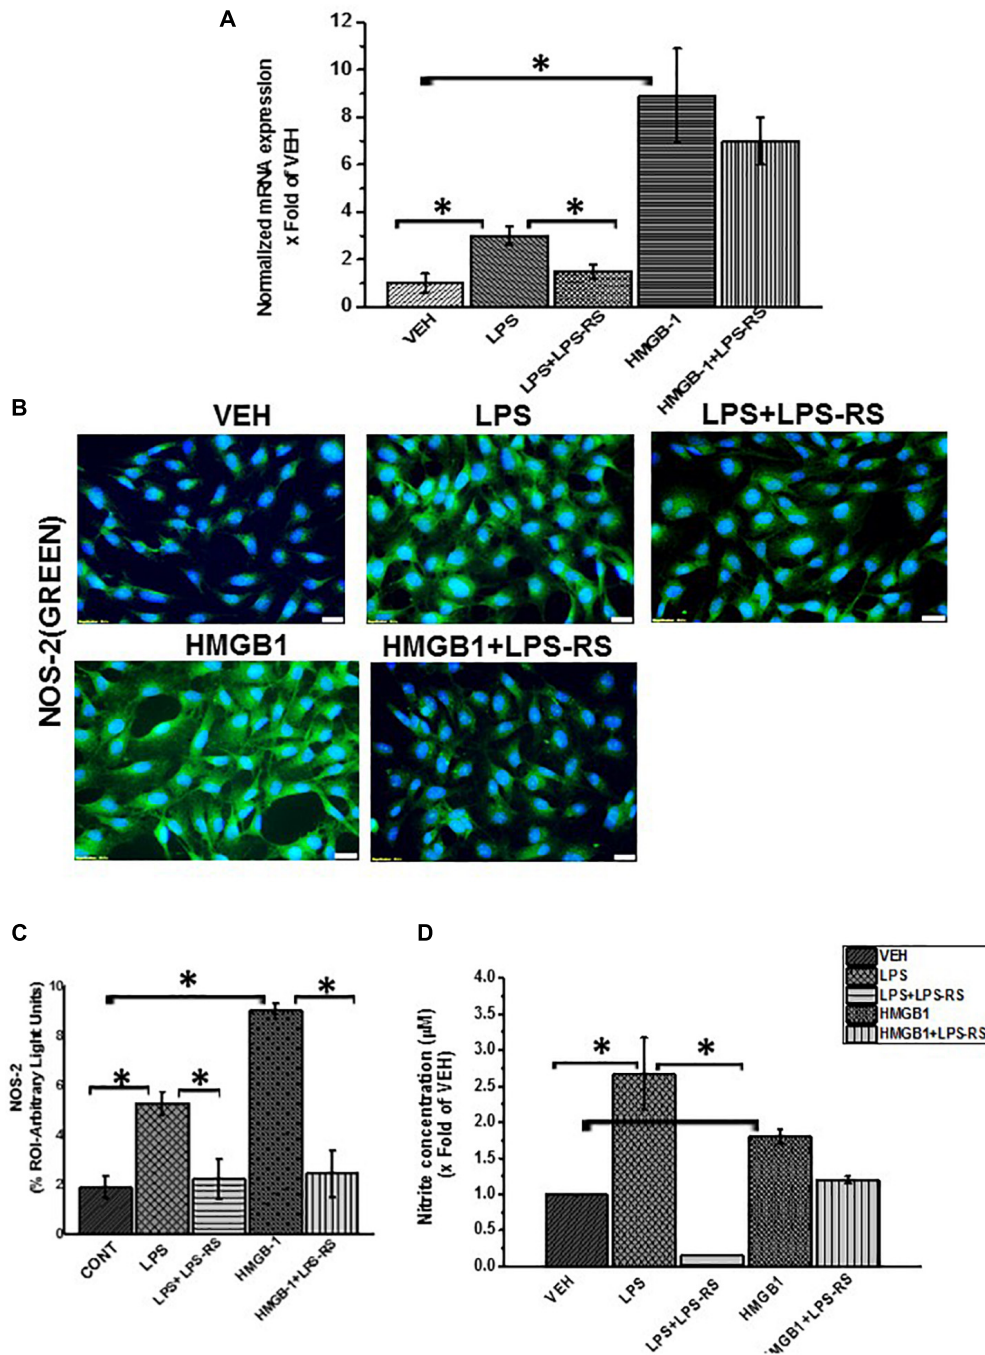 A
Normalized mRNA expression
x Fold of VEH
12
10
8
6
4
2
0
*
*
*
VEH
LPS
LPS+LPS-RS
HMGB-1
HMGB-1+LPS-RS
B
NOS-2(GREEN)
VEH
LPS
LPS+LPS-RS
HMGB1
HMGB1+LPS-RS
C
NOS-2
(% ROI-Arbitrary Light Units)
10
8
6
4
2
0
*
*
*
*
CONT
LPS
LPS+LPS-RS
HMGB-1
HMGB-1+LPS-RS
D
VEH
LPS
LPS+LPS-RS
HMGB1
HMGB1+LPS-RS
Nitrite concentration (µM)
(x Fold of VEH)
4.0
3.5
3.0
2.5
2.0
1.5
1.0
0.5
0.0
*
*
VEH
LPS
LPS+LPS-RS
HMGB1
HMGB1+LPS-RS